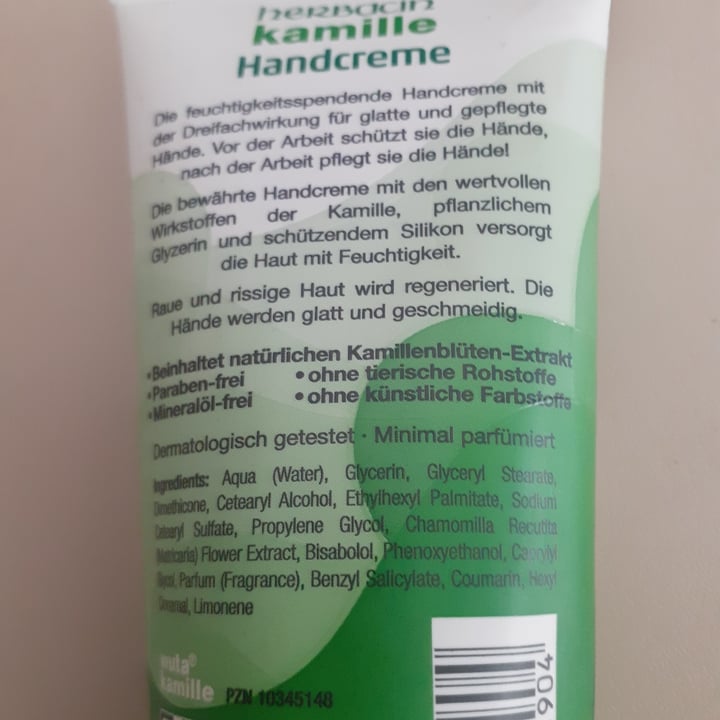 herbacin
kamille
Handcreme
Die feuchtigkeitsspendende Handcreme mit
der Dreifachwirkung für glatte und gepflegte
Hände. Vor der Arbeit schützt sie die Hände,
nach der Arbeit pflegt sie die Hände!
Die bewährte Handcreme mit den wertvollen
Wirkstoffen der Kamille, pflanzlichem
Glyzerin und schützendem Silikon versorgt
die Haut mit Feuchtigkeit.
Raue und rissige Haut wird regeneriert. Die
Hände werden glatt und geschmeidig.
•Beinhaltet natürlichen Kamillenblüten-Extrakt
•Paraben-frei •ohne tierische Rohstoffe
•Mineralöl-frei •ohne künstliche Farbstoffe
Dermatologisch getestet · Minimal parfümiert
Ingredients: Aqua (Water), Glycerin, Glyceryl Stearate,
Dimethicone, Cetearyl Alcohol, Ethylhexyl Palmitate, Sodium
Cetearyl Sulfate, Propylene Glycol, Chamomilla Recutita
(Matricaria) Flower Extract, Bisabolol, Phenoxyethanol, Caprylyl
Glycol, Parfum (Fragrance), Benzyl Salicylate, Coumarin, Hexyl
Cinnamal, Limonene
wuta®
kamille
PZN 10345148
904